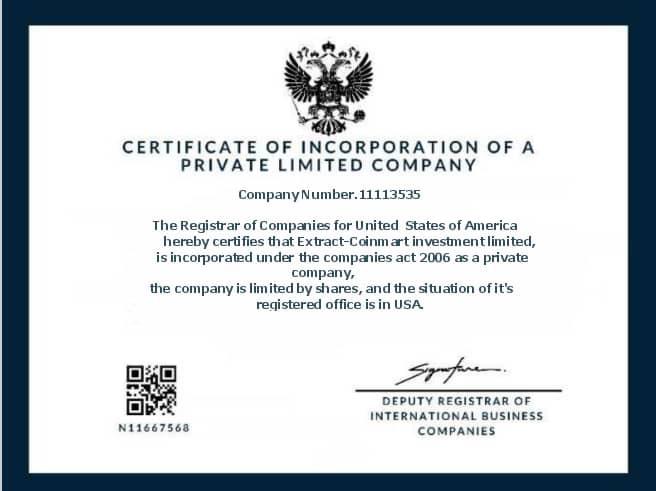 CERTIFICATE OF INCORPORATION OF A
PRIVATE LIMITED COMPANY
Company Number.11113535
The Registrar of Companies for United States of America
hereby certifies that Extract-Coinmart investment limited,
is incorporated under the companies act 2006 as a private
company,
the company is limited by shares, and the situation of it's
registered office is in USA.
Signature.
DEPUTY REGISTRAR OF
INTERNATIONAL BUSINESS
COMPANIES
N11667568